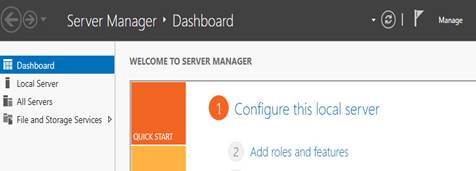 Server Manager ▸ Dashboard
Manage
Dashboard
Local Server
All Servers
File and Storage Services
WELCOME TO SERVER MANAGER
QUICK START
1 Configure this local server
2 Add roles and features